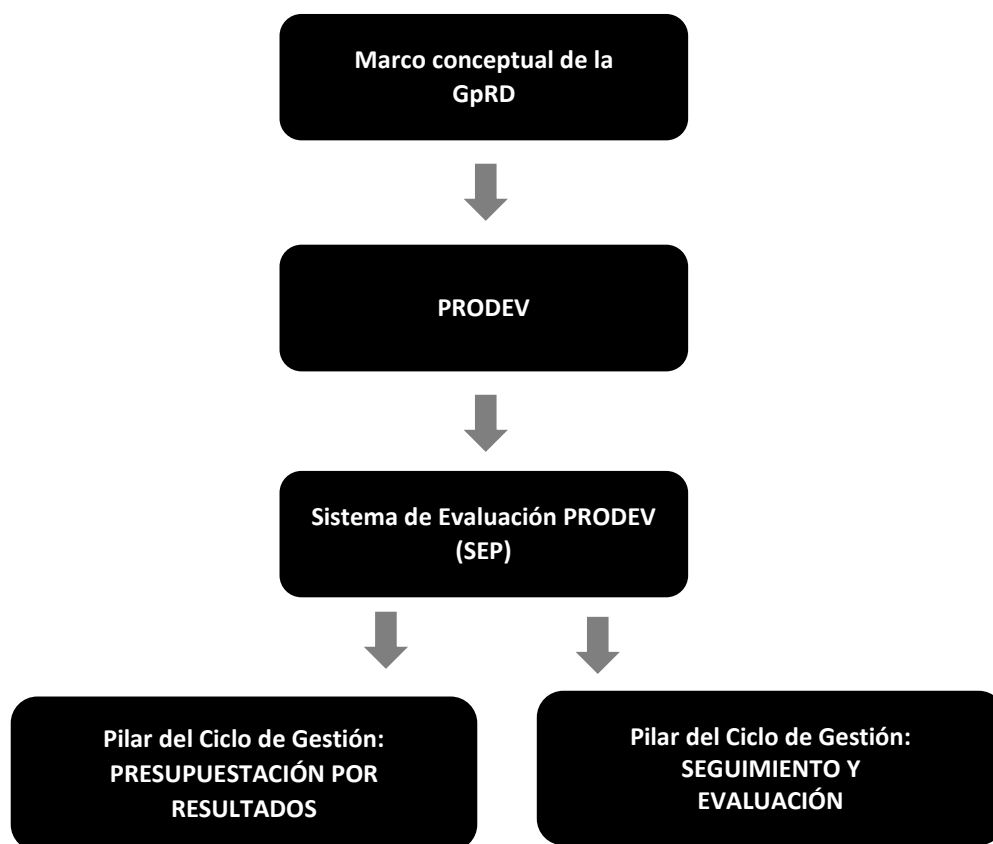 Marco conceptual de la
GpRD
PRODEV
Sistema de Evaluación PRODEV
(SEP)
Pilar del Ciclo de Gestión:
PRESUPUESTACIÓN POR
RESULTADOS
Pilar del Ciclo de Gestión:
SEGUIMIENTO Y
EVALUACIÓN